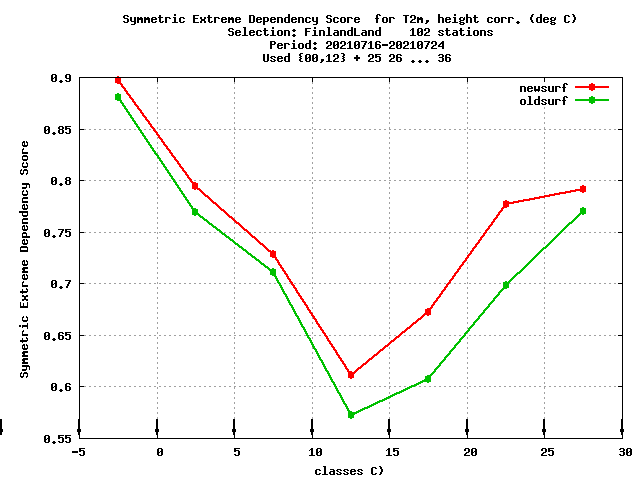 Symmetric Extreme Dependency Score  for T2m, height corr. (deg C)
Selection: FinlandLand    102 stations
Period: 20210716-20210724
Used {00,12} + 25 26 ... 36
newsurf
oldsurf
Symmetric Extreme Dependency Score
0.9
0.85
0.8
0.75
0.7
0.65
0.6
0.55
-5 0 5 10 15 20 25 30
classes C)